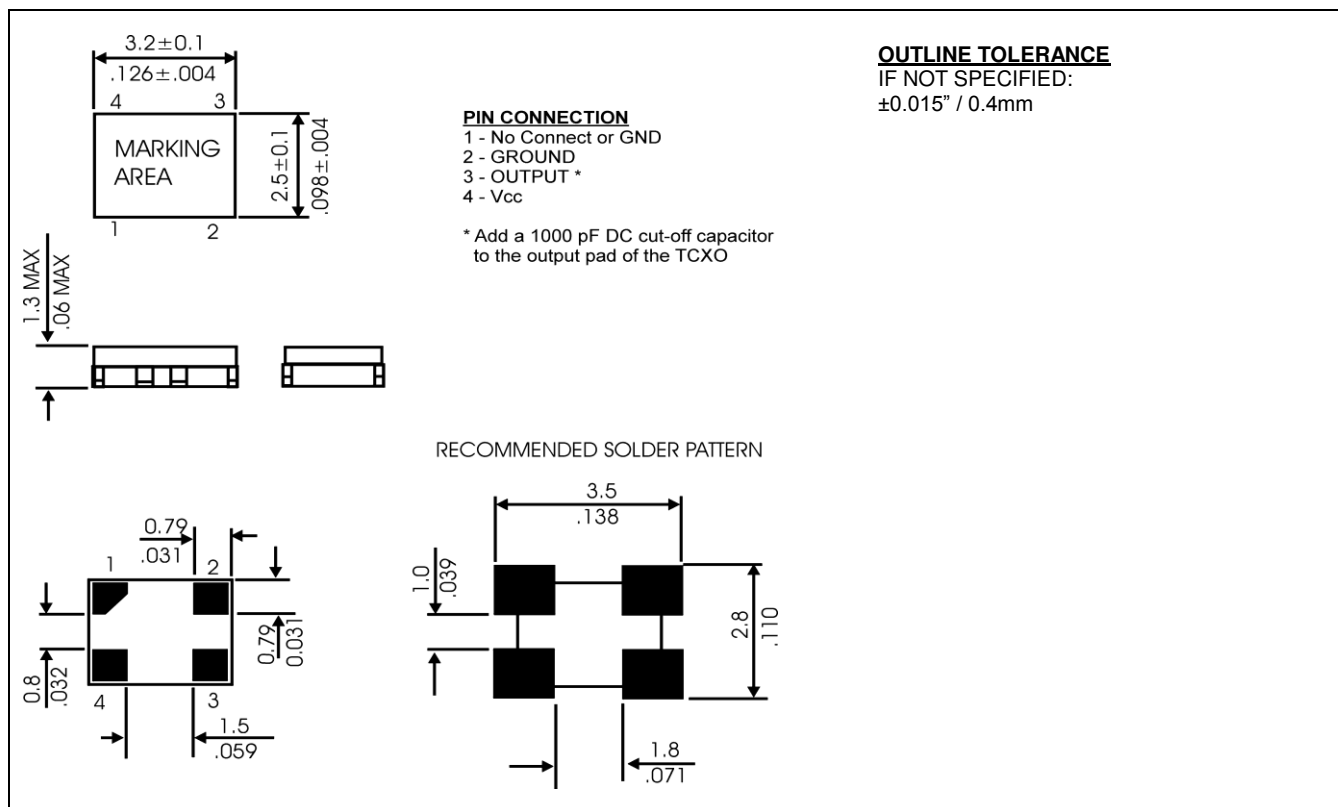 3.2±0.1
.126±.004
4 3
MARKING
AREA
1 2
2.5±0.1
.098±.004
1.3 MAX
.06 MAX
PIN CONNECTION
1 - No Connect or GND
2 - GROUND
3 - OUTPUT *
4 - Vcc
* Add a 1000 pF DC cut-off capacitor
to the output pad of the TCXO
OUTLINE TOLERANCE
IF NOT SPECIFIED:
±0.015” / 0.4mm
0.79
.031
1 2
0.79
0.031
0.8
.032
4 3
1.5
.059
RECOMMENDED SOLDER PATTERN
3.5
.138
1.0
.039
2.8
.110
1.8
.071